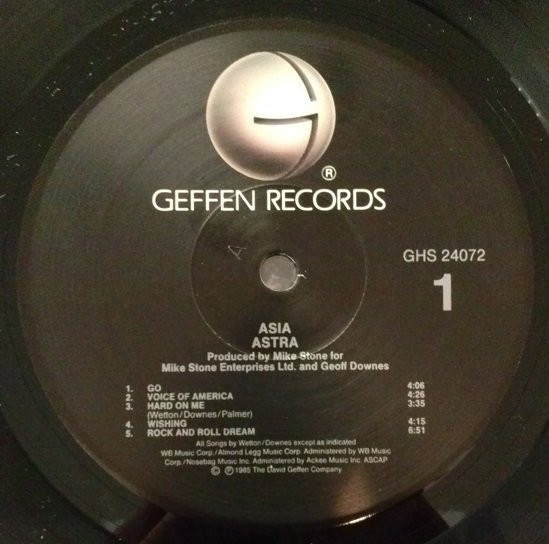 G
®
GEFFEN RECORDS
GHS 24072
1
ASIA
ASTRA
Produced by Mike Stone for
Mike Stone Enterprises Ltd. and Geoff Downes
1. GO 4:06
2. VOICE OF AMERICA 4:26
3. HARD ON ME 3:35
(Wetton/Downes/Palmer)
4. WISHING 4:15
5. ROCK AND ROLL DREAM 6:51
All Songs by Wetton/Downes except as indicated
WB Music Corp./Almond Legg Music Corp. Administered by WB Music
Corp./Nosebag Music Inc. Administered by Ackee Music Inc. ASCAP
© ℗ 1985 The David Geffen Company